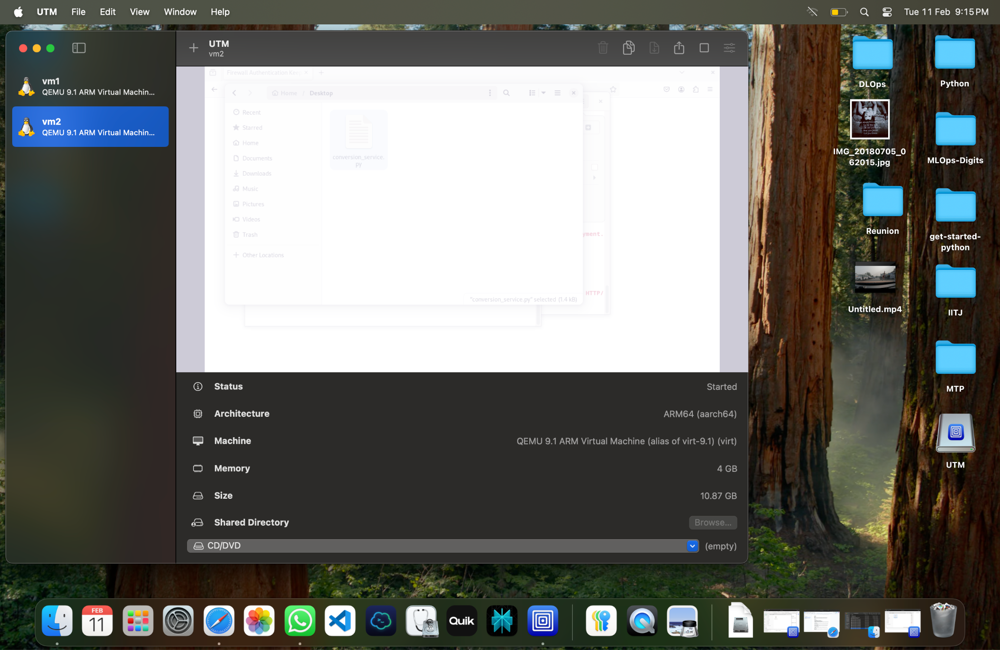 UTM File Edit View Window Help
Tue 11 Feb 9:15 PM
vm1
QEMU 9.1 ARM Virtual Machin...
vm2
QEMU 9.1 ARM Virtual Machin...
UTM
vm2
Firewall Authentication Kee
Home / Desktop
Recent
Starred
Home
Documents
Downloads
Music
Pictures
Videos
Trash
Other Locations
conversion_service.
py
yment.
HTTP/
"conversion_service.py" selected (1.4 kB)
Status Started
Architecture ARM64 (aarch64)
Machine QEMU 9.1 ARM Virtual Machine (alias of virt-9.1) (virt)
Memory 4 GB
Size 10.87 GB
Shared Directory Browse...
CD/DVD (empty)
DLOps
Python
IMG_20180705_0
62015.jpg
MLOps-Digits
Reunion
get-started-
python
Untitled.mp4
IITJ
MTP
UTM
FEB
11
Quik